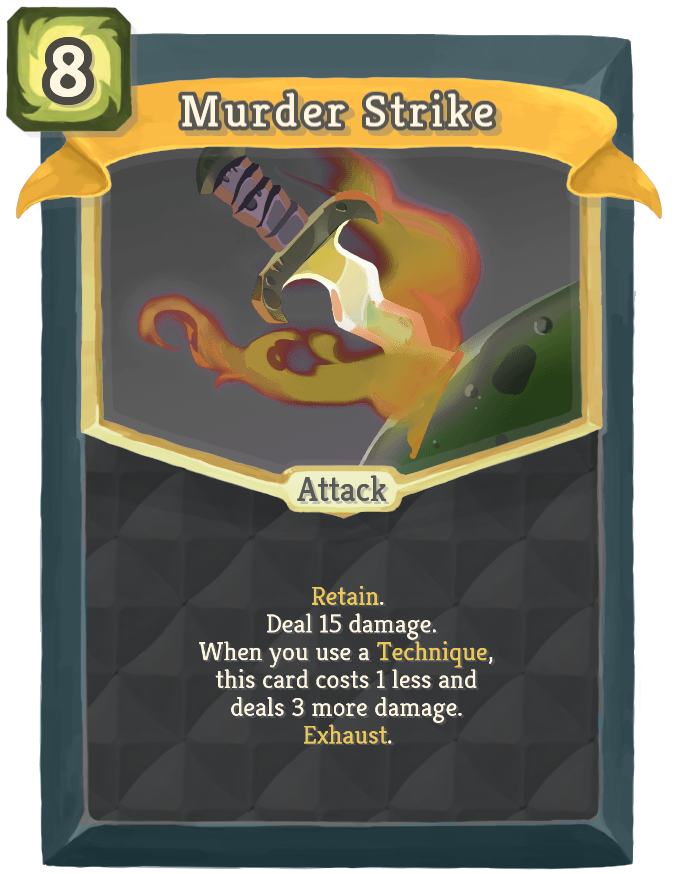 8
Murder Strike
Attack
Retain.
Deal 15 damage.
When you use a Technique,
this card costs 1 less and
deals 3 more damage.
Exhaust.